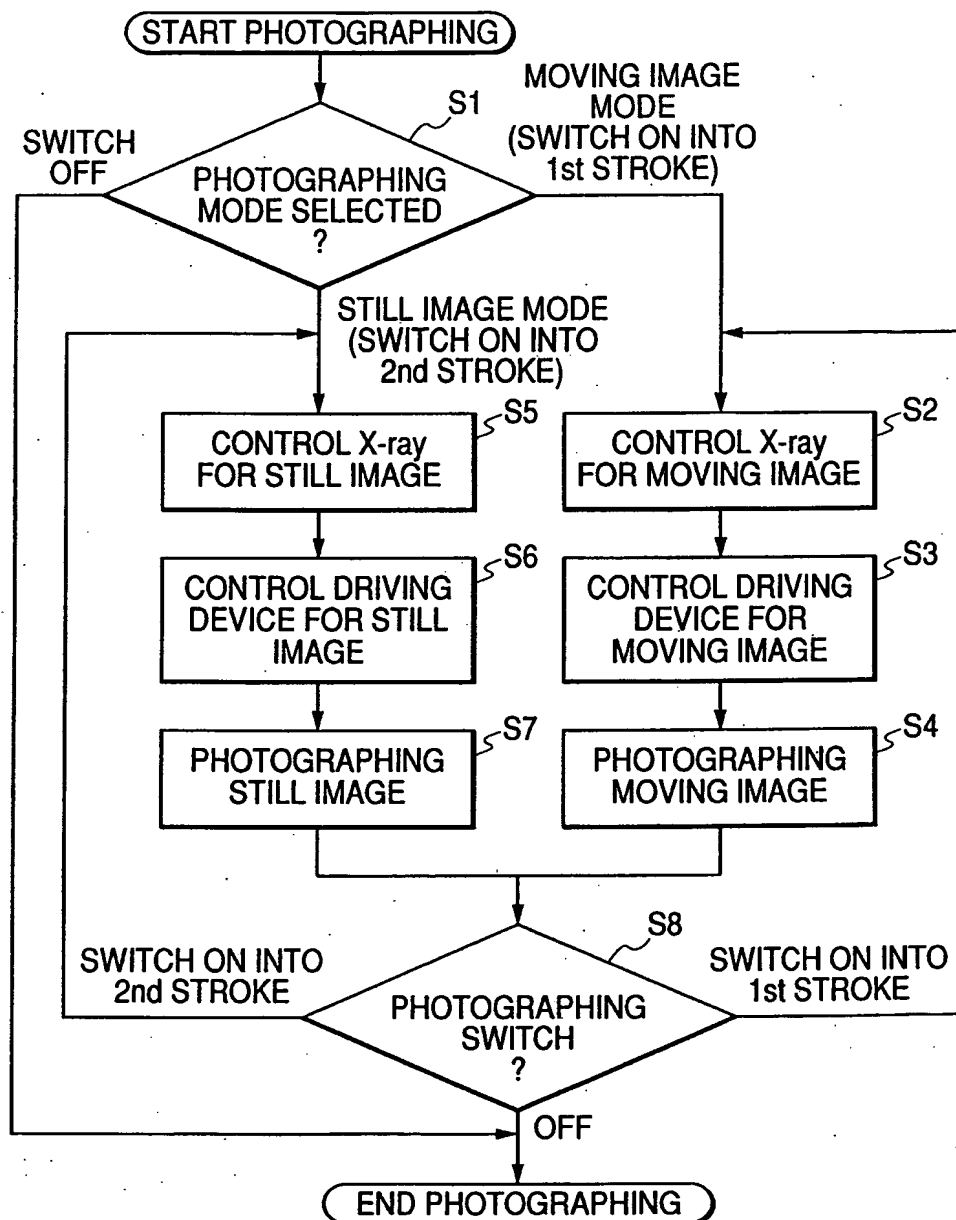 START PHOTOGRAPHING
MOVING IMAGE
MODE
(SWITCH ON INTO
1st STROKE)
S1
SWITCH
OFF
PHOTOGRAPHING
MODE SELECTED
?
STILL IMAGE MODE
(SWITCH ON INTO
2nd STROKE)
S5
CONTROL X-ray
FOR STILL IMAGE
S2
CONTROL X-ray
FOR MOVING IMAGE
S6
CONTROL DRIVING
DEVICE FOR STILL
IMAGE
S3
CONTROL DRIVING
DEVICE FOR
MOVING IMAGE
S7
PHOTOGRAPHING
STILL IMAGE
S4
PHOTOGRAPHING
MOVING IMAGE
S8
SWITCH ON INTO
2nd STROKE
SWITCH ON INTO
1st STROKE
PHOTOGRAPHING
SWITCH
?
OFF
END PHOTOGRAPHING